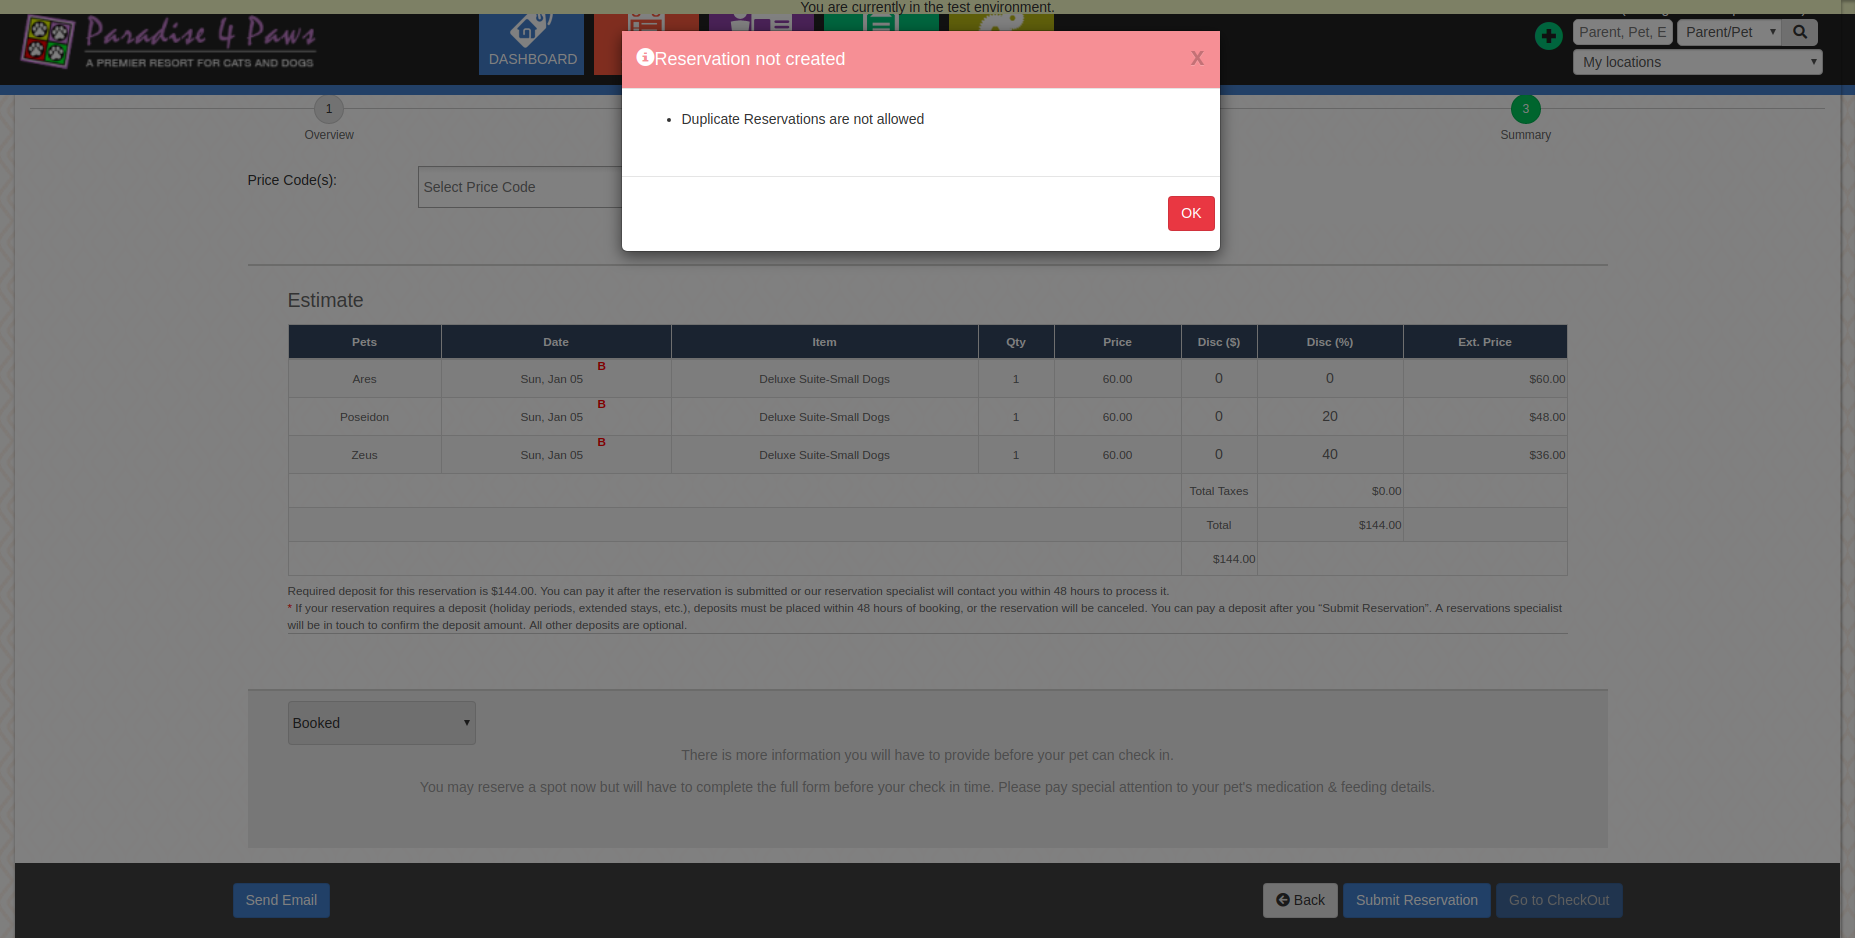 You are currently in the test environment.
Paradise 4 Paws
A PREMIER RESORT FOR CATS AND DOGS
DASHBOARD
Parent, Pet, E
Parent/Pet
My locations
Reservation not created
X
Duplicate Reservations are not allowed
OK
1
Overview
3
Summary
Price Code(s):
Select Price Code
Estimate
Pets Date Item Qty Price Disc ($) Disc (%) Ext. Price
Ares Sun, Jan 05 B Deluxe Suite-Small Dogs 1 60.00 0 0 $60.00
Poseidon Sun, Jan 05 B Deluxe Suite-Small Dogs 1 60.00 0 20 $48.00
Zeus Sun, Jan 05 B Deluxe Suite-Small Dogs 1 60.00 0 40 $36.00
Total Taxes $0.00
Total $144.00
$144.00
Required deposit for this reservation is $144.00. You can pay it after the reservation is submitted or our reservation specialist will contact you within 48 hours to process it.
* If your reservation requires a deposit (holiday periods, extended stays, etc.), deposits must be placed within 48 hours of booking, or the reservation will be canceled. You can pay a deposit after you “Submit Reservation”. A reservations specialist
will be in touch to confirm the deposit amount. All other deposits are optional.
Booked
There is more information you will have to provide before your pet can check in.
You may reserve a spot now but will have to complete the full form before your check in time. Please pay special attention to your pet's medication & feeding details.
Send Email
Back
Submit Reservation
Go to CheckOut